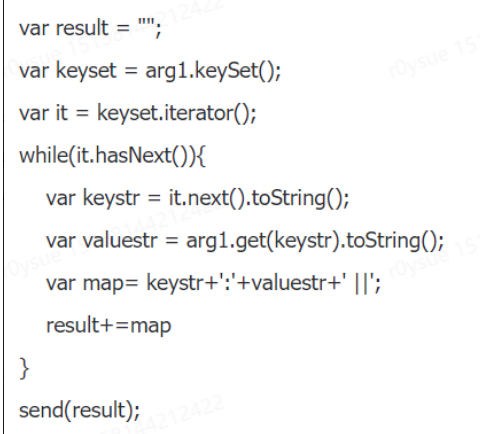 var result = "";
var keyset = arg1.keySet();
var it = keyset.iterator();
while(it.hasNext()){
var keystr = it.next().toString();
var valuestr = arg1.get(keystr).toString();
var map= keystr+':'+valuestr+' ||';
result+=map
}
send(result);